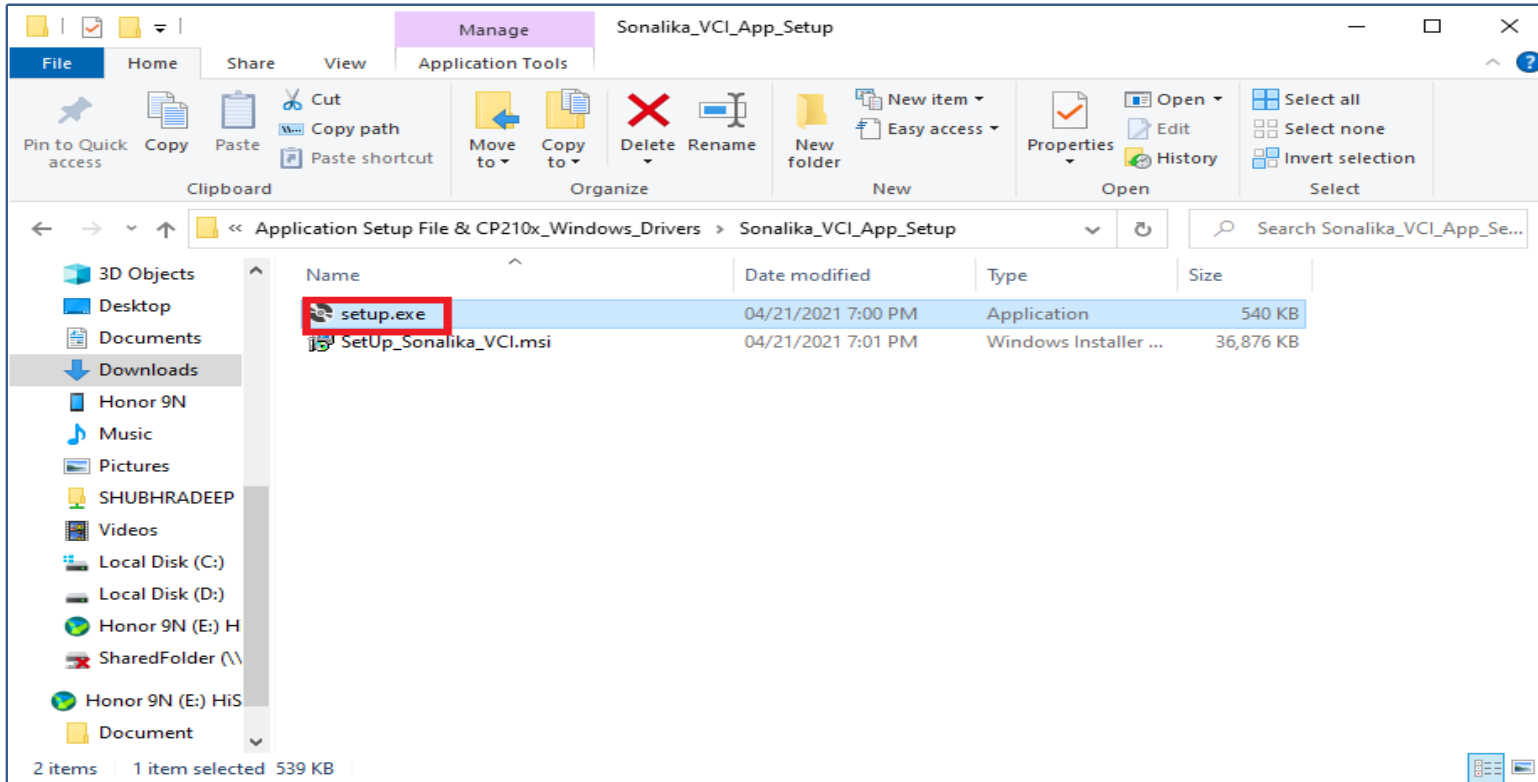 Manage
Sonalika_VCI_App_Setup
File
Home
Share
View
Application Tools
?
Pin to Quick
access
Copy
Paste
Cut
Copy path
Paste shortcut
Clipboard
Move
to
Copy
to
Delete
Rename
Organize
New
folder
New item
Easy access
New
Properties
Open
Edit
History
Open
Select all
Select none
Invert selection
Select
« Application Setup File & CP210x_Windows_Drivers > Sonalika_VCI_App_Setup
Search Sonalika_VCI_App_Se...
3D Objects
Desktop
Documents
Downloads
Honor 9N
Music
Pictures
SHUBHRADEEP
Videos
Local Disk (C:)
Local Disk (D:)
Honor 9N (E:) H
SharedFolder (\\
Honor 9N (E:) HiS
Document
Name Date modified Type Size
setup.exe 04/21/2021 7:00 PM Application 540 KB
SetUp_Sonalika_VCI.msi 04/21/2021 7:01 PM Windows Installer ... 36,876 KB
2 items 1 item selected 539 KB